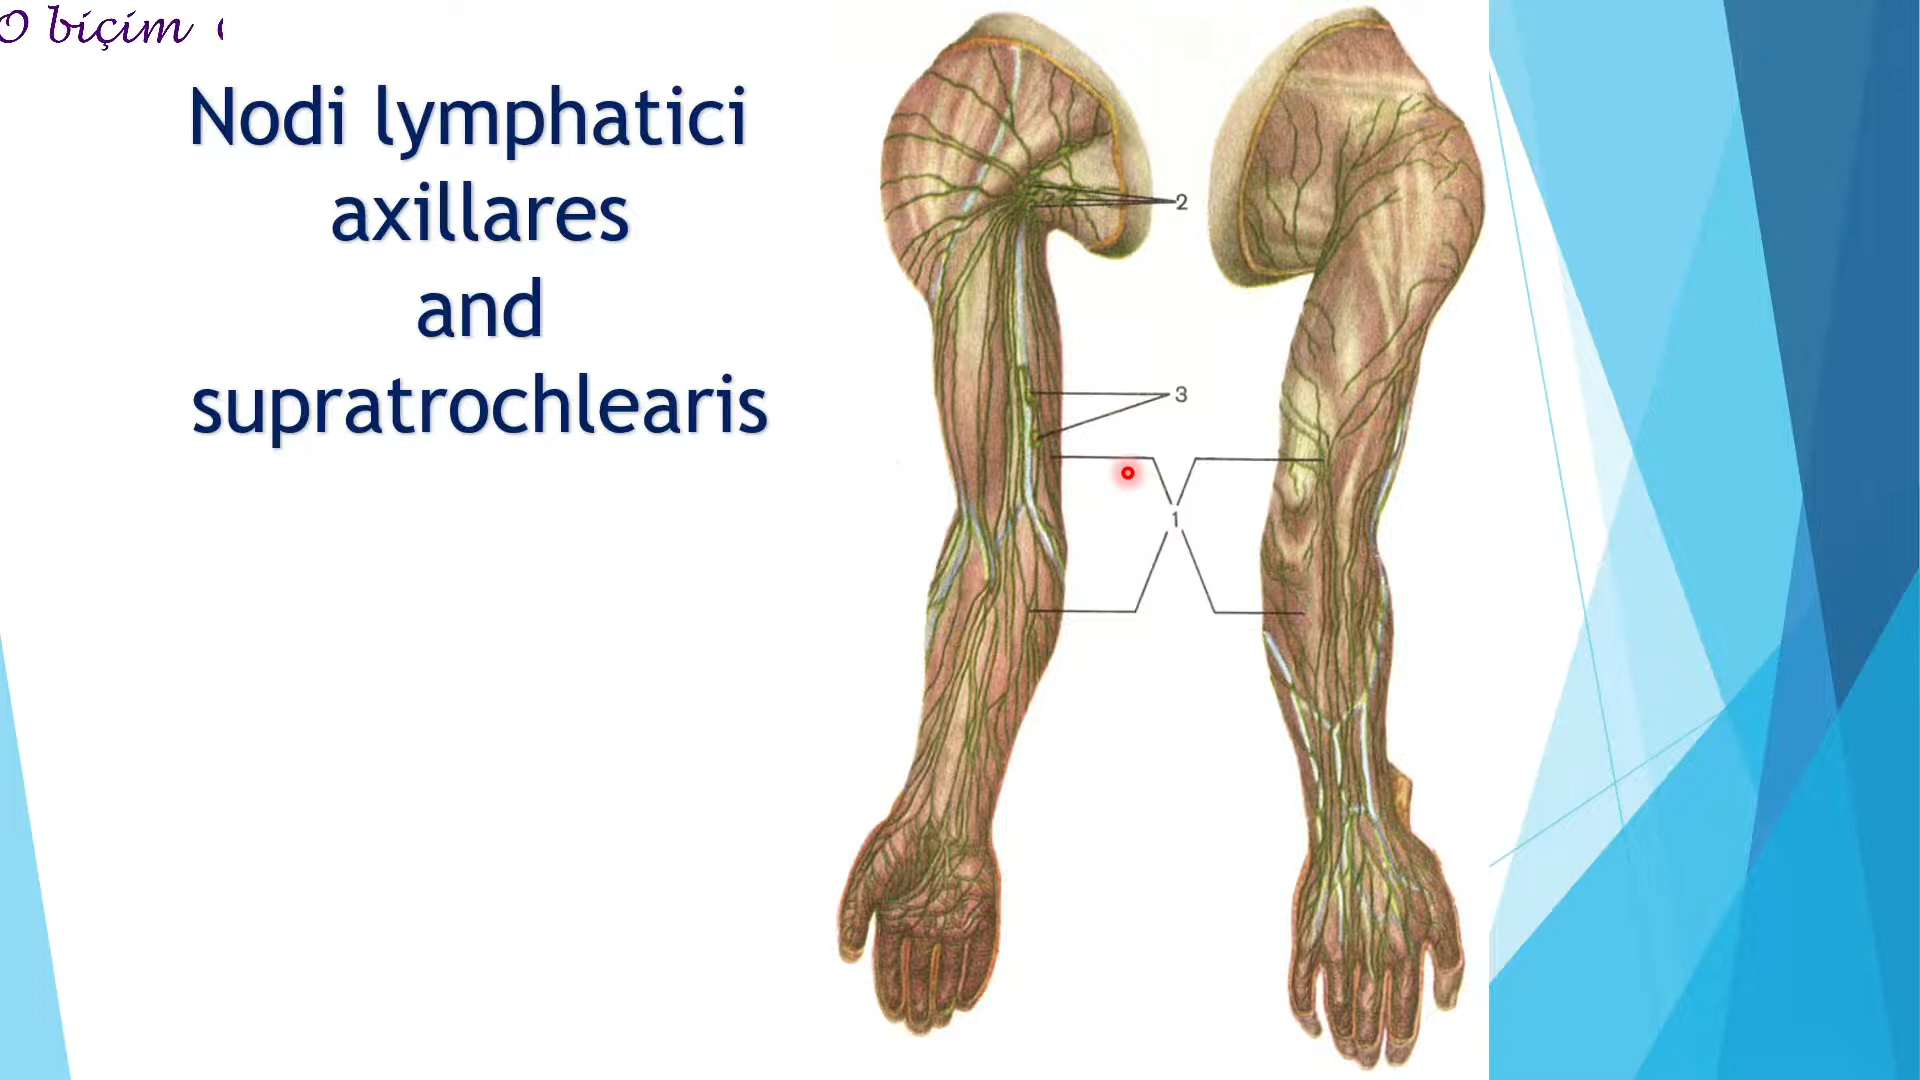 O biçim
Nodi lymphatici
axillares
and
supratrochlearis
2
3
1